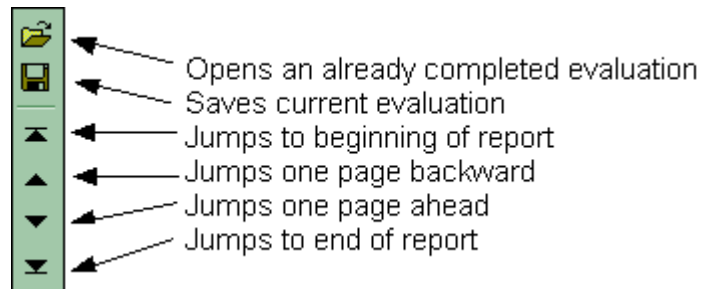 Opens an already completed evaluation
Saves current evaluation
Jumps to beginning of report
Jumps one page backward
Jumps one page ahead
Jumps to end of report